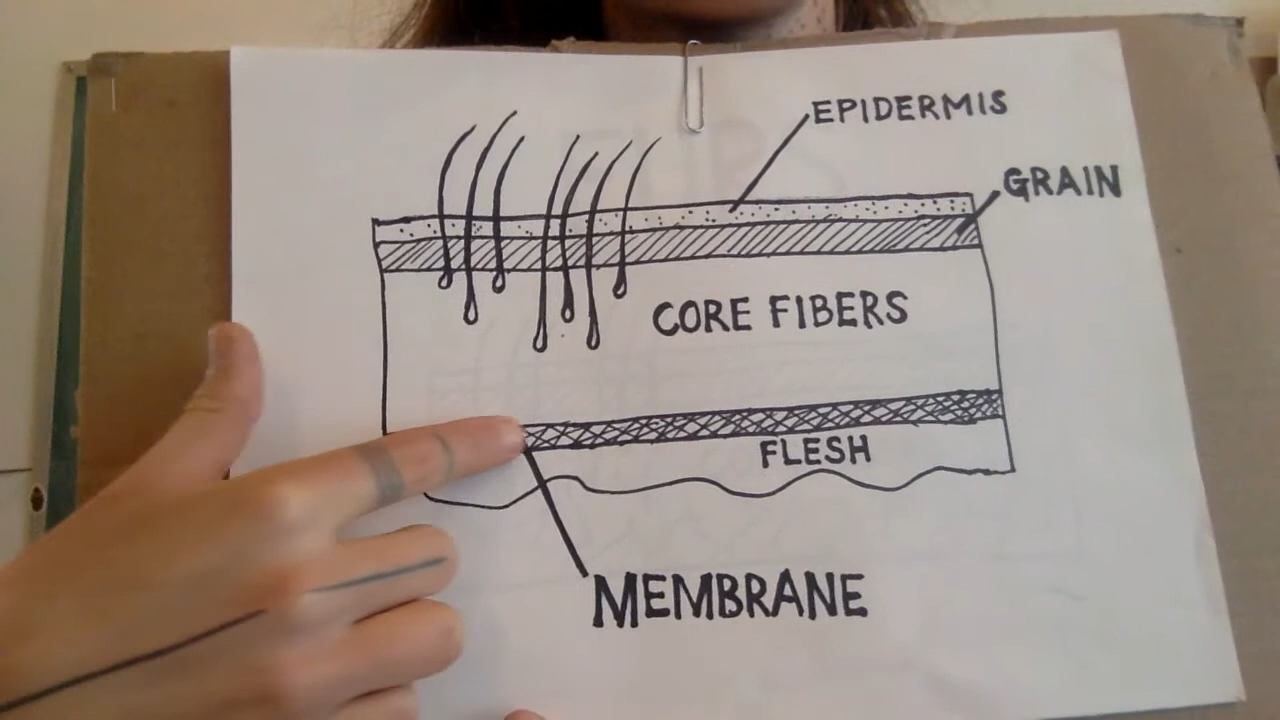 EPIDERMIS
GRAIN
CORE FIBERS
FLESH
MEMBRANE